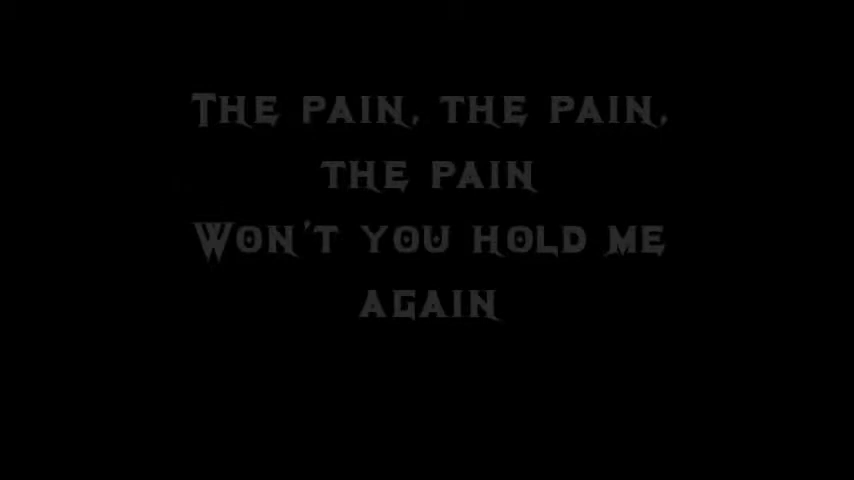 The pain, the pain,
the pain
Won't you hold me
again